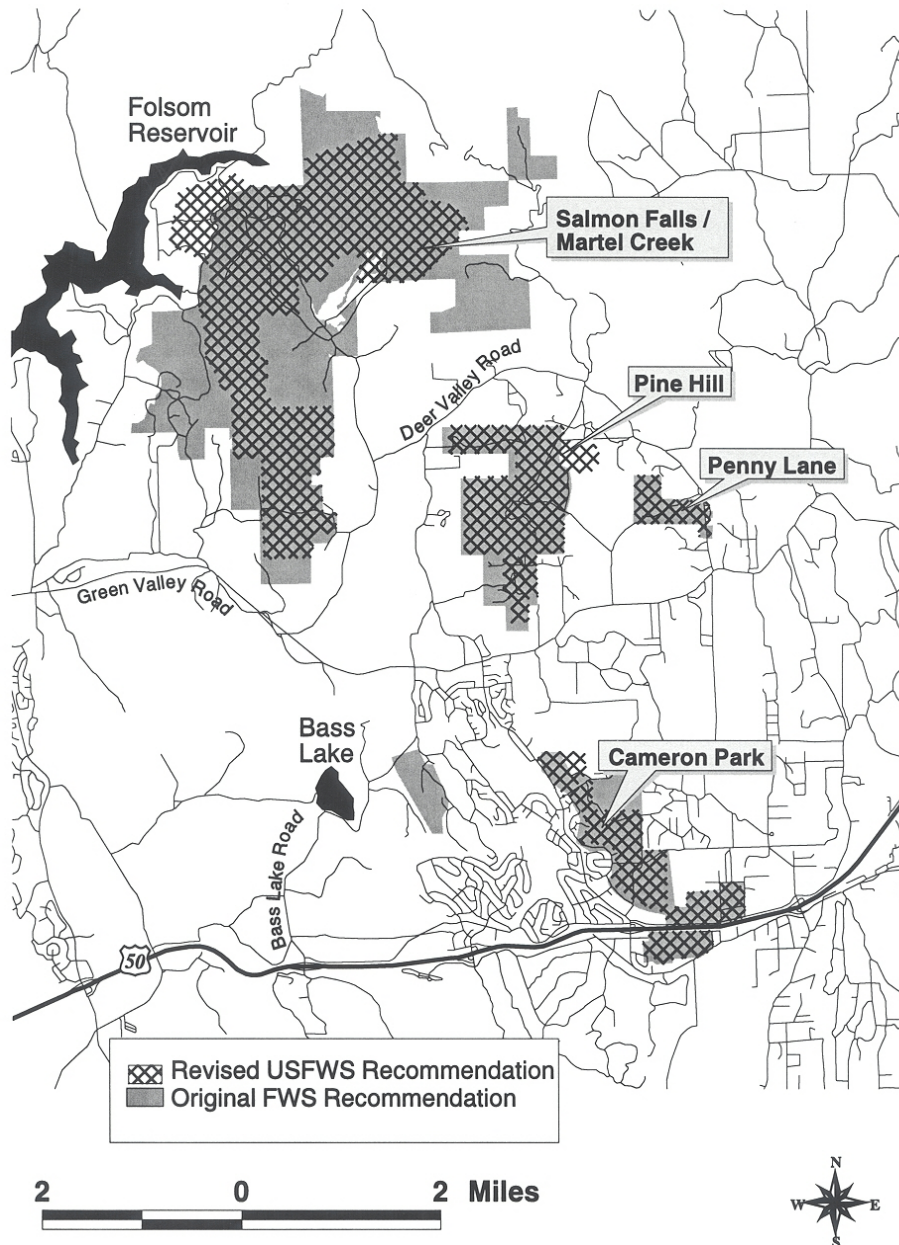 Folsom
Reservoir
Salmon Falls /
Martel Creek
Deer Valley Road
Pine Hill
Penny Lane
Green Valley Road
Bass
Lake
Cameron Park
Bass Lake Road
50
Revised USFWS Recommendation
Original FWS Recommendation
2 0 2 Miles
N
W E
S